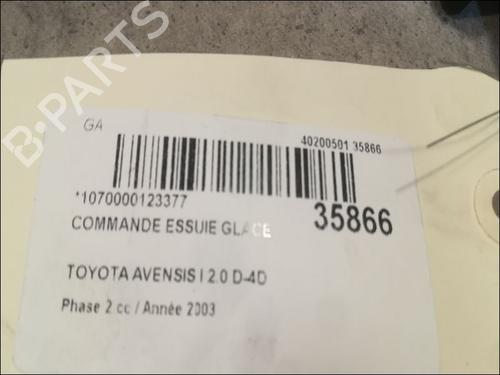 B-PARTS
GA
40200501 35866
*1070000123377
35866
COMMANDE ESSUIE GLACE
TOYOTA AVENSIS I 2.0 D-4D
Phase 2 cc / Année 2003